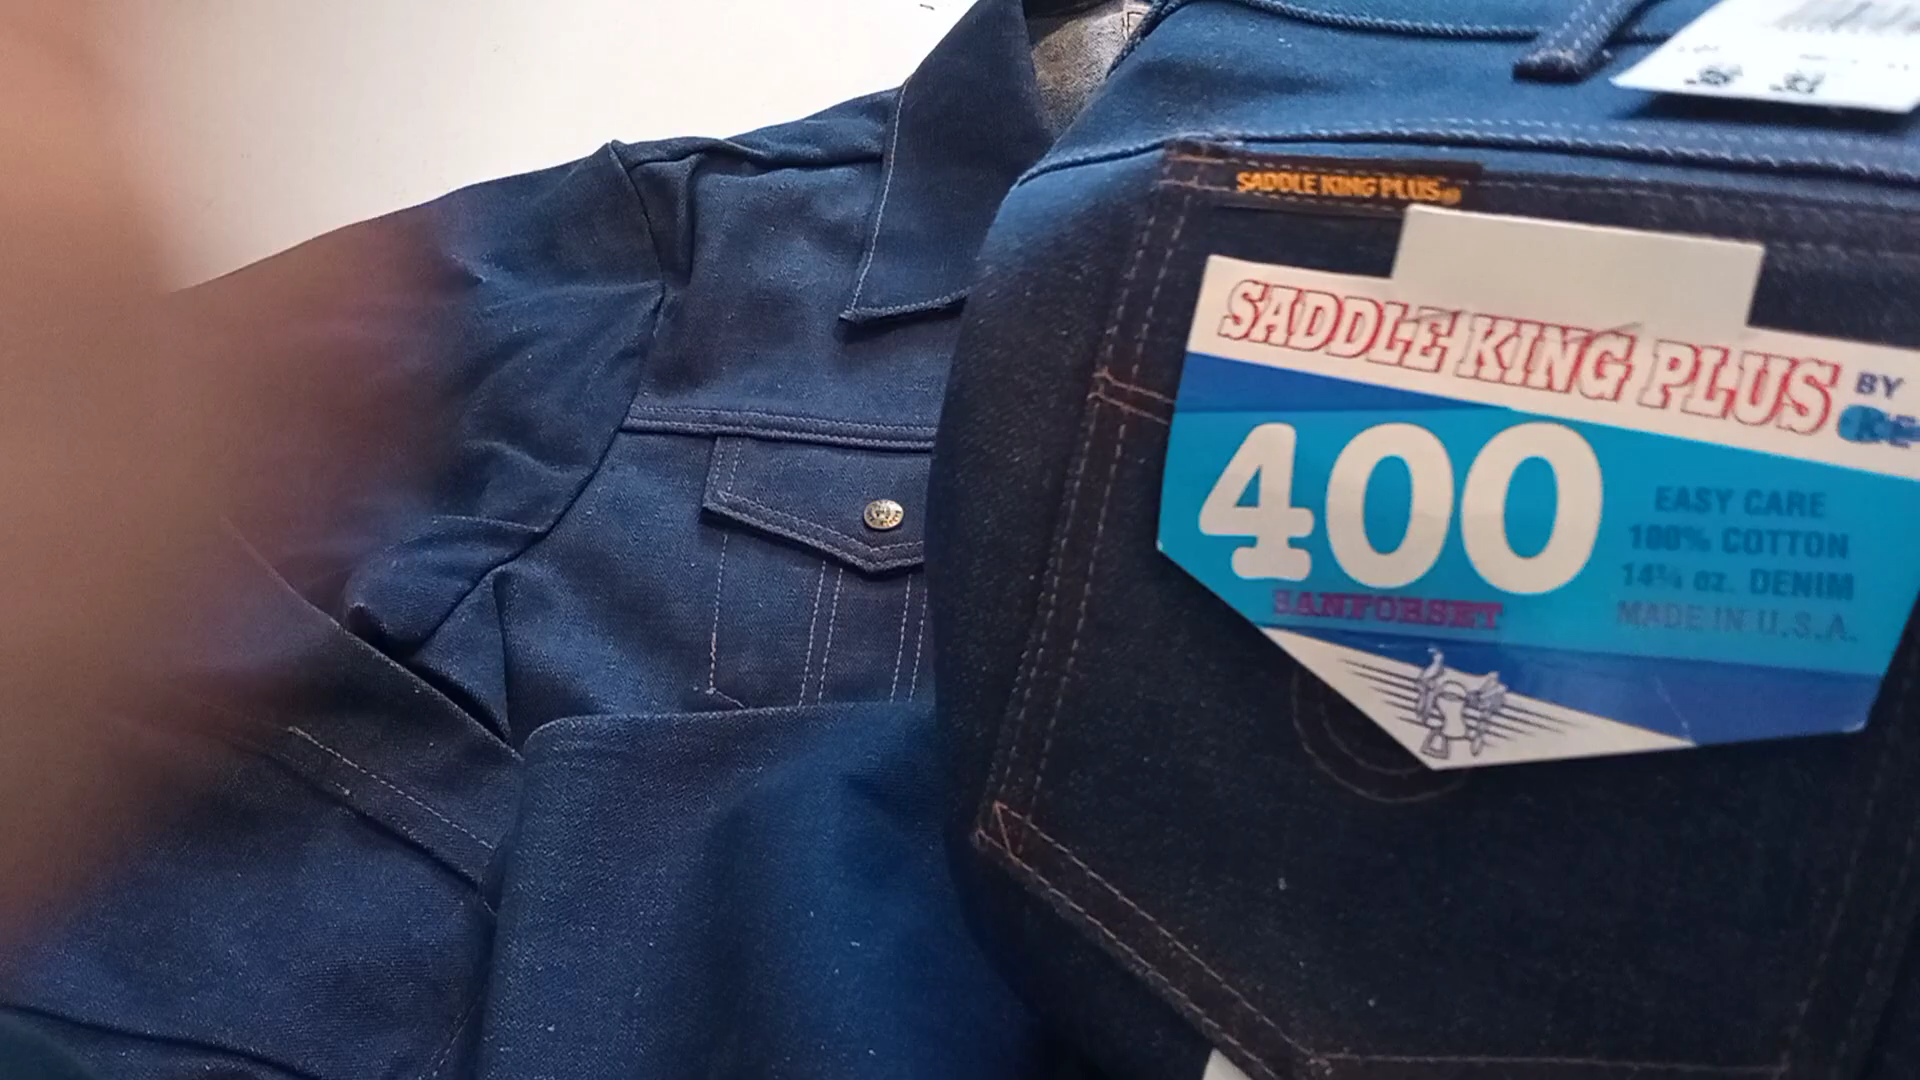 SADDLE KING PLUS
SADDLE KING PLUS BY
400
EASY CARE
100% COTTON
14¾ oz. DENIM
MADE IN U.S.A.
SANFORSET